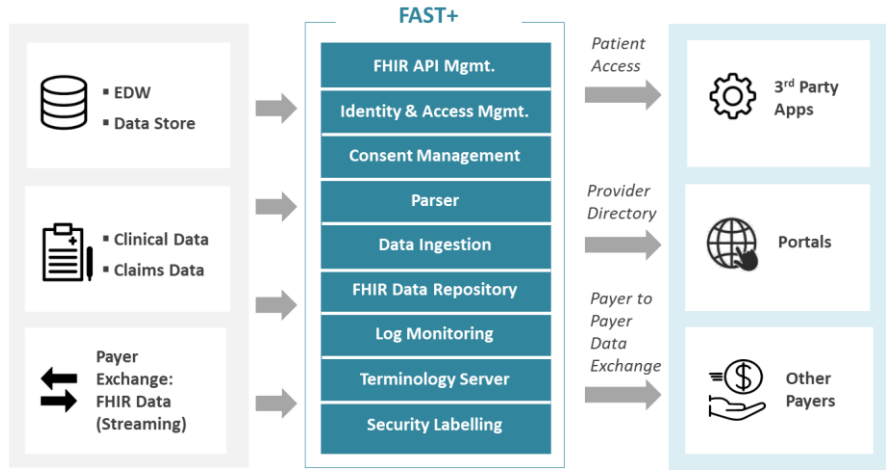 FAST+
▪ EDW
▪ Data Store
▪ Clinical Data
▪ Claims Data
Payer
Exchange:
FHIR Data
(Streaming)
FHIR API Mgmt.
Identity & Access Mgmt.
Consent Management
Parser
Data Ingestion
FHIR Data Repository
Log Monitoring
Terminology Server
Security Labelling
Patient
Access
Provider
Directory
Payer to
Payer
Data
Exchange
3rd Party
Apps
Portals
$
Other
Payers